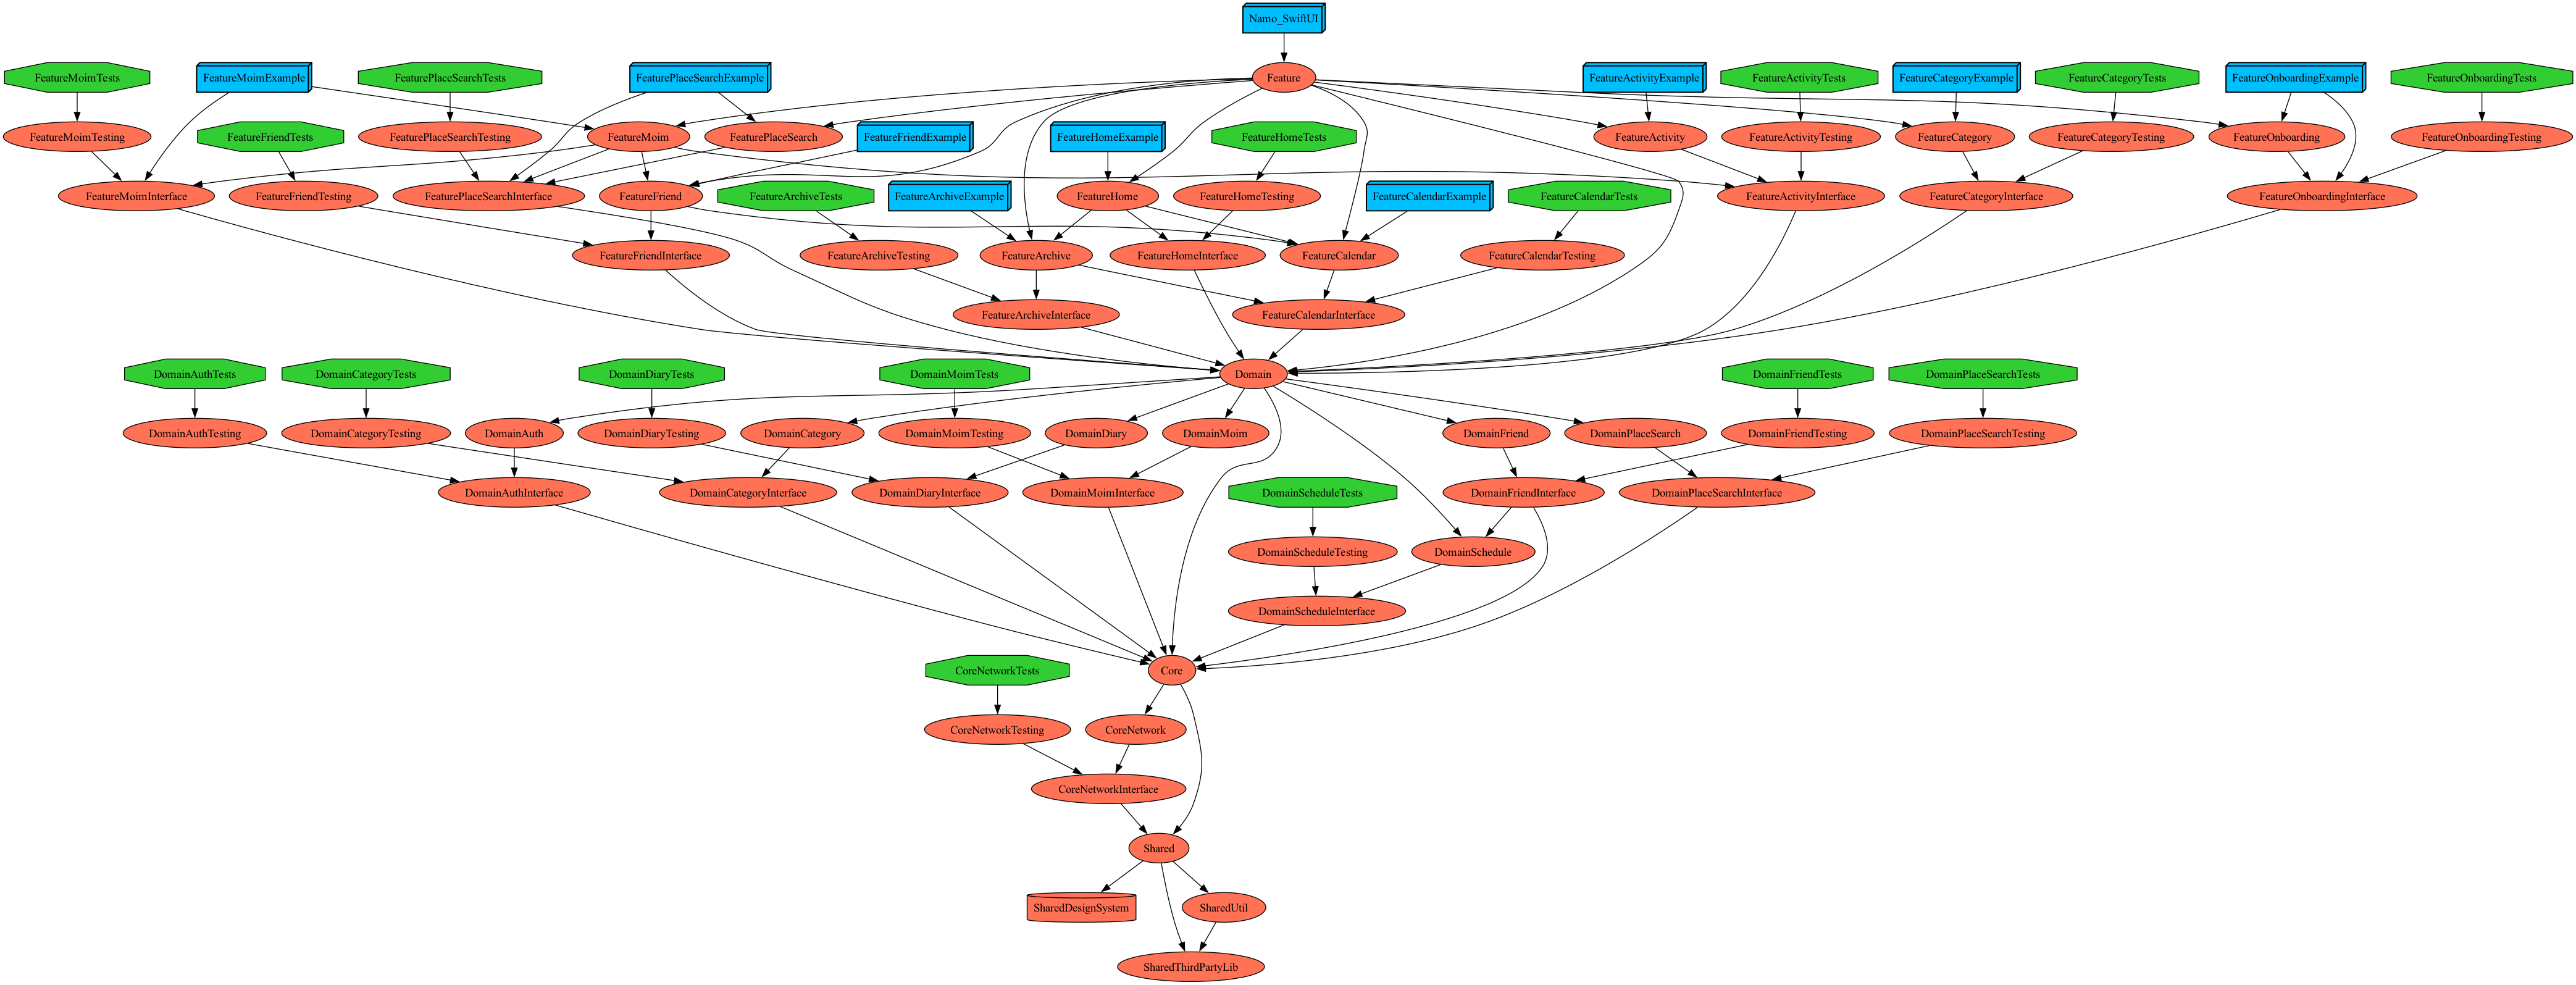 Namo_SwiftUI
FeatureMoimTests
FeatureMoimExample
FeaturePlaceSearchTests
FeaturePlaceSearchExample
Feature
FeatureActivityExample
FeatureActivityTests
FeatureCategoryExample
FeatureCategoryTests
FeatureOnboardingExample
FeatureOnboardingTests
FeatureMoimTesting
FeatureFriendTests
FeaturePlaceSearchTesting
FeatureMoim
FeaturePlaceSearch
FeatureFriendExample
FeatureHomeExample
FeatureHomeTests
FeatureActivity
FeatureActivityTesting
FeatureCategory
FeatureCategoryTesting
FeatureOnboarding
FeatureOnboardingTesting
FeatureMoimInterface
FeatureFriendTesting
FeaturePlaceSearchInterface
FeatureFriend
FeatureArchiveTests
FeatureArchiveExample
FeatureHome
FeatureHomeTesting
FeatureCalendarExample
FeatureCalendarTests
FeatureActivityInterface
FeatureCategoryInterface
FeatureOnboardingInterface
FeatureFriendInterface
FeatureArchiveTesting
FeatureArchive
FeatureHomeInterface
FeatureCalendar
FeatureCalendarTesting
FeatureArchiveInterface
FeatureCalendarInterface
DomainAuthTests
DomainCategoryTests
DomainDiaryTests
DomainMoimTests
Domain
DomainFriendTests
DomainPlaceSearchTests
DomainAuthTesting
DomainCategoryTesting
DomainAuth
DomainDiaryTesting
DomainCategory
DomainMoimTesting
DomainDiary
DomainMoim
DomainFriend
DomainPlaceSearch
DomainFriendTesting
DomainPlaceSearchTesting
DomainAuthInterface
DomainCategoryInterface
DomainDiaryInterface
DomainMoimInterface
DomainScheduleTests
DomainFriendInterface
DomainPlaceSearchInterface
DomainScheduleTesting
DomainSchedule
DomainScheduleInterface
CoreNetworkTests
Core
CoreNetworkTesting
CoreNetwork
CoreNetworkInterface
Shared
SharedDesignSystem
SharedUtil
SharedThirdPartyLib